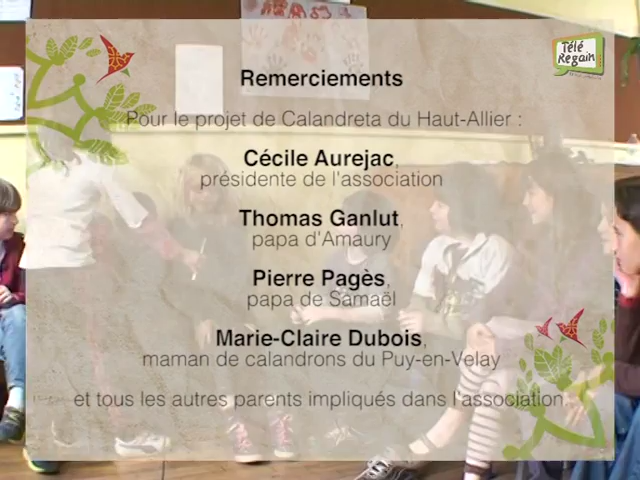 Télé
Regain
Remerciements
Pour le projet de Calandreta du Haut-Allier :
Cécile Aurejac,
présidente de l'association
Thomas Ganlut,
papa d'Amaury
Pierre Pagès,
papa de Samaël
Marie-Claire Dubois,
maman de calandrons du Puy-en-Velay
et tous les autres parents impliqués dans l'association.